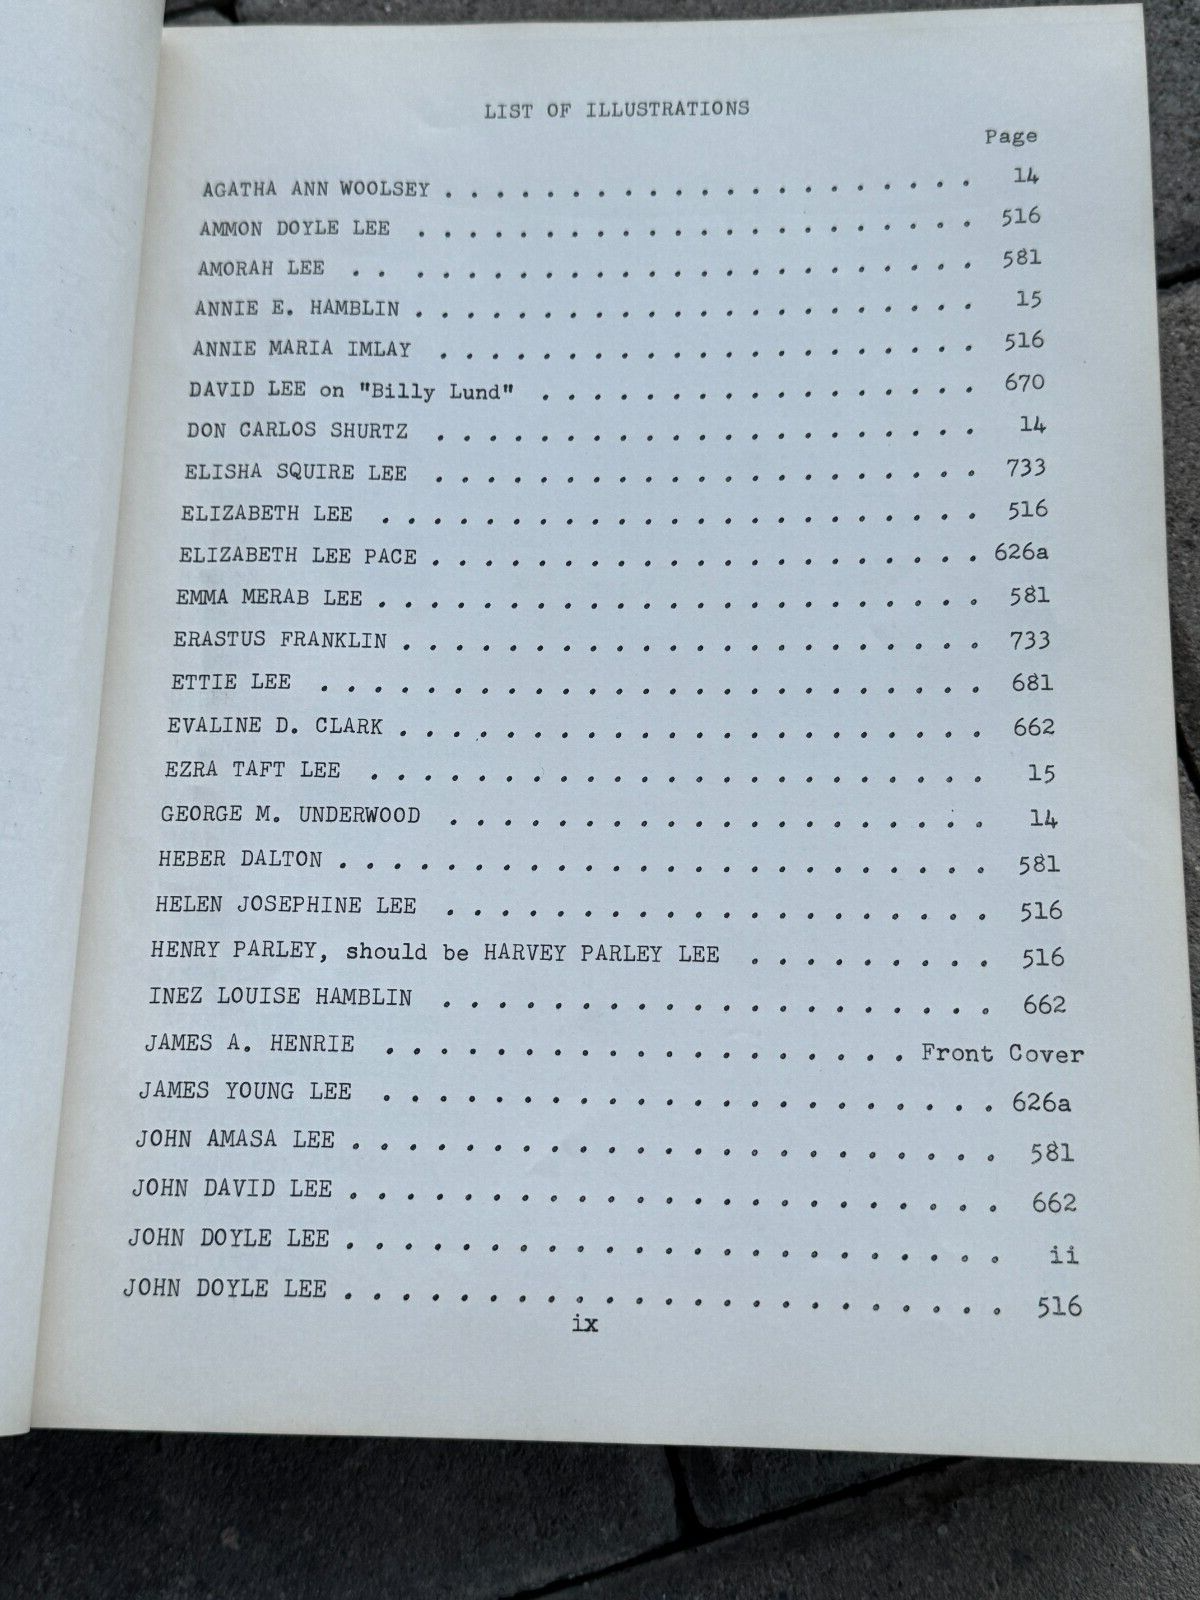 LIST OF ILLUSTRATIONS
Page
AGATHA ANN WOOLSEY . . . . . . . . . . . . . . . . . . . . 14
AMMON DOYLE LEE . . . . . . . . . . . . . . . . . . . . . . 516
AMORAH LEE . . . . . . . . . . . . . . . . . . . . . . . . 581
ANNIE E. HAMBLIN . . . . . . . . . . . . . . . . . . . . . . 15
ANNIE MARIA IMLAY . . . . . . . . . . . . . . . . . . . . . 516
DAVID LEE on "Billy Lund" . . . . . . . . . . . . . . . . . 670
DON CARLOS SHURTZ . . . . . . . . . . . . . . . . . . . . . 14
ELISHA SQUIRE LEE . . . . . . . . . . . . . . . . . . . . . 733
ELIZABETH LEE . . . . . . . . . . . . . . . . . . . . . . . 516
ELIZABETH LEE PACE . . . . . . . . . . . . . . . . . . . . . 626a
EMMA MERAB LEE . . . . . . . . . . . . . . . . . . . . . . . 581
ERASTUS FRANKLIN . . . . . . . . . . . . . . . . . . . . . . 733
ETTIE LEE . . . . . . . . . . . . . . . . . . . . . . . . . 681
EVALINE D. CLARK . . . . . . . . . . . . . . . . . . . . . . 662
EZRA TAFT LEE . . . . . . . . . . . . . . . . . . . . . . . 15
GEORGE M. UNDERWOOD . . . . . . . . . . . . . . . . . . . . 14
HEBER DALTON . . . . . . . . . . . . . . . . . . . . . . . . 581
HELEN JOSEPHINE LEE . . . . . . . . . . . . . . . . . . . . 516
HENRY PARLEY, should be HARVEY PARLEY LEE . . . . . . . . . 516
INEZ LOUISE HAMBLIN . . . . . . . . . . . . . . . . . . . . 662
JAMES A. HENRIE . . . . . . . . . . . . . . . . . . . Front Cover
JAMES YOUNG LEE . . . . . . . . . . . . . . . . . . . . . . 626a
JOHN AMASA LEE . . . . . . . . . . . . . . . . . . . . . . . 581
JOHN DAVID LEE . . . . . . . . . . . . . . . . . . . . . . . 662
JOHN DOYLE LEE . . . . . . . . . . . . . . . . . . . . . . . ii
JOHN DOYLE LEE . . . . . . . . . . . . . . . . . . . . . . . 516
ix